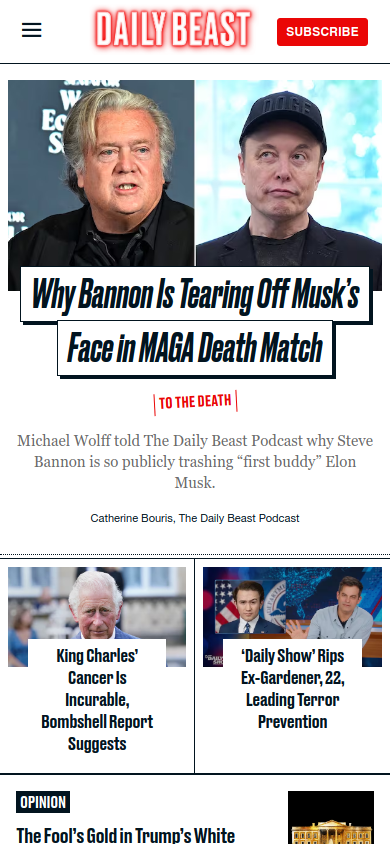 DAILY BEAST
SUBSCRIBE
DOGE
Why Bannon Is Tearing Off Musk's
Face in MAGA Death Match
TO THE DEATH
Michael Wolff told The Daily Beast Podcast why Steve
Bannon is so publicly trashing “first buddy” Elon
Musk.
Catherine Bouris, The Daily Beast Podcast
King Charles’
Cancer Is
Incurable,
Bombshell Report
Suggests
‘Daily Show’ Rips
Ex-Gardener, 22,
Leading Terror
Prevention
OPINION
The Fool’s Gold in Trump’s White